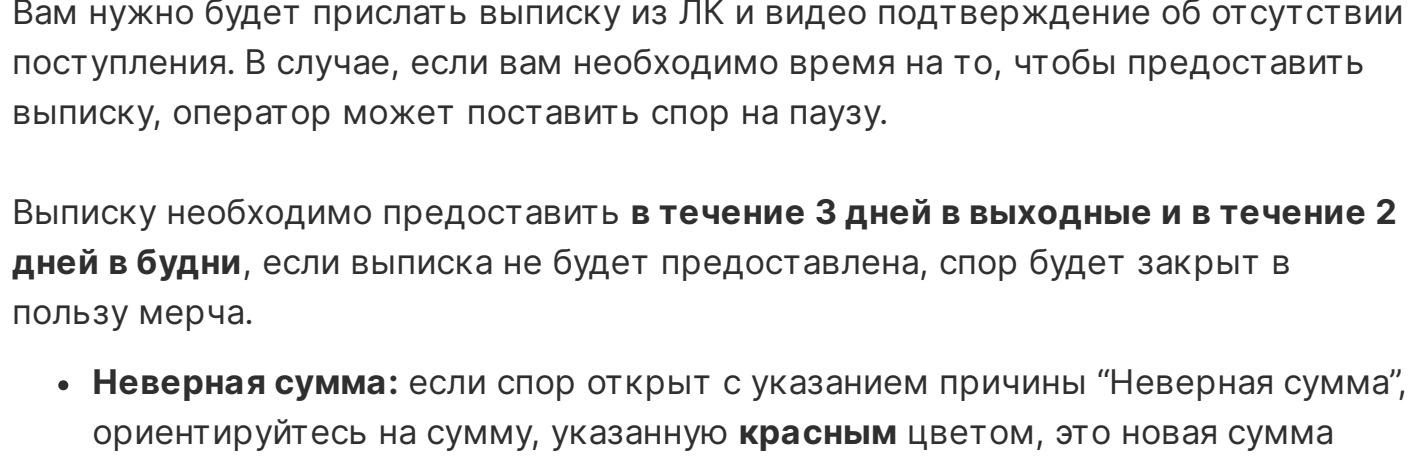 Вам нужно будет прислать выписку из ЛК и видео подтверждение об отсутствии
поступления. В случае, если вам необходимо время на то, чтобы предоставить
выписку, оператор может поставить спор на паузу.
Выписку необходимо предоставить в течение 3 дней в выходные и в течение 2
дней в будни, если выписка не будет предоставлена, спор будет закрыт в
пользу мерча.
• Неверная сумма: если спор открыт с указанием причины “Неверная сумма”,
ориентируйтесь на сумму, указанную красным цветом, это новая сумма